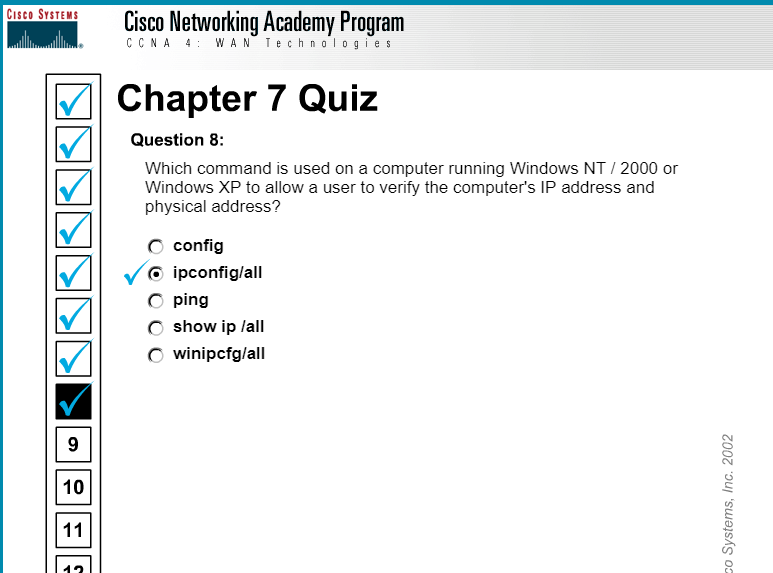 CISCO SYSTEMS
Cisco Networking Academy Program
CCNA 4: WAN Technologies
Chapter 7 Quiz
Question 8:
Which command is used on a computer running Windows NT / 2000 or
Windows XP to allow a user to verify the computer's IP address and
physical address?
config
ipconfig/all
ping
show ip /all
winipcfg/all
9
10
11
12
co Systems, Inc. 2002